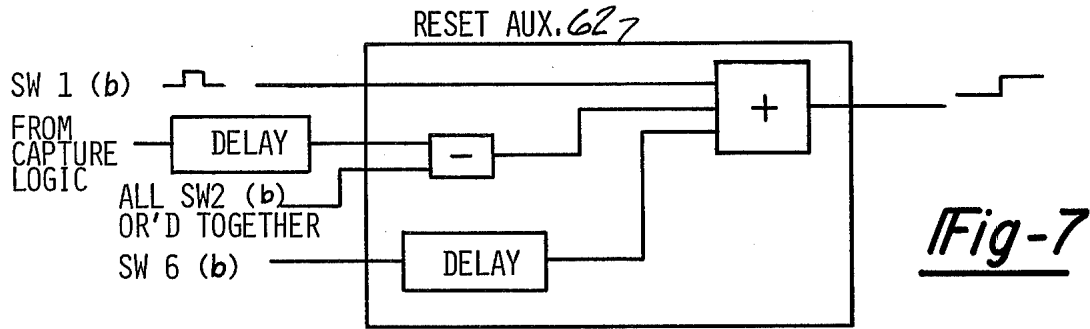 RESET AUX. 62
SW 1 (b)
+
FROM
CAPTURE
LOGIC
DELAY
-
ALL SW2 (b)
OR'D TOGETHER
SW 6 (b)
DELAY
Fig-7